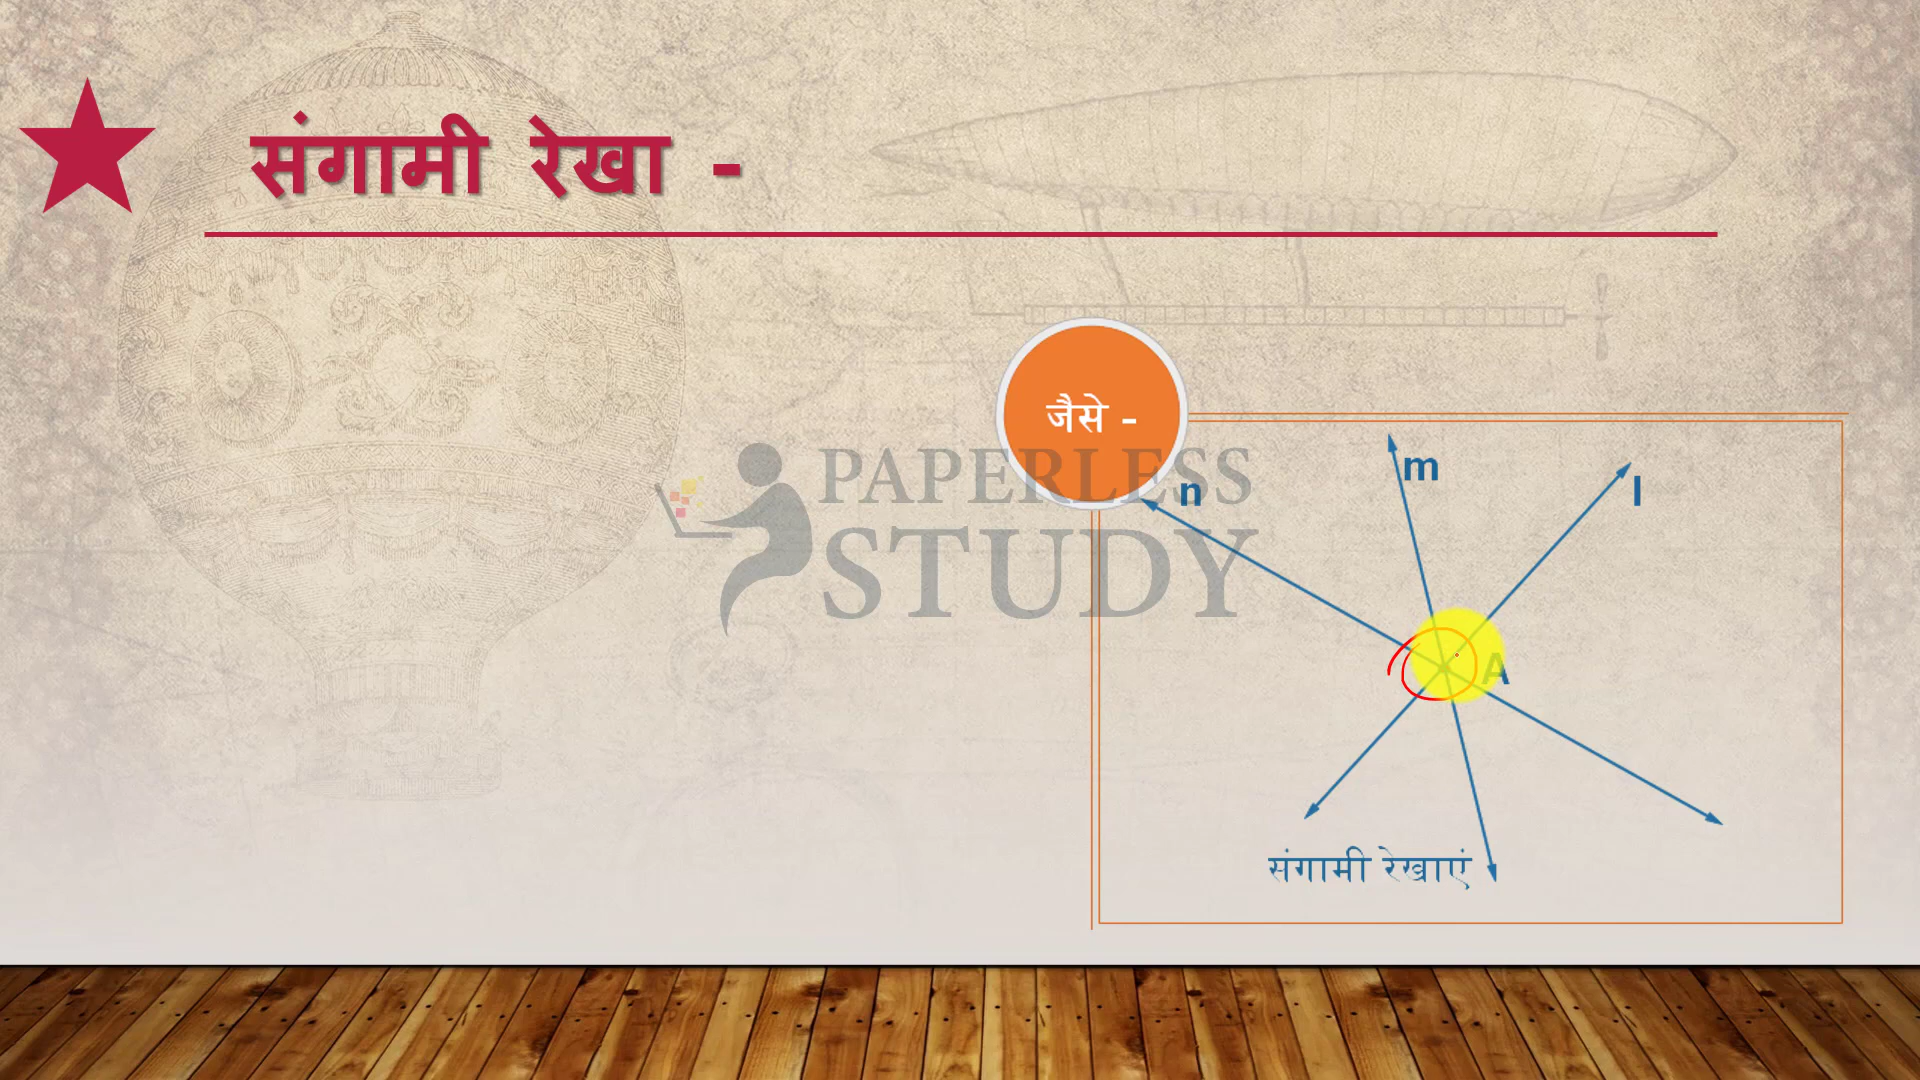 संगामी रेखा -
जैसे -
PAPERLESS
STUDY
n
m
l
A
संगामी रेखाएं